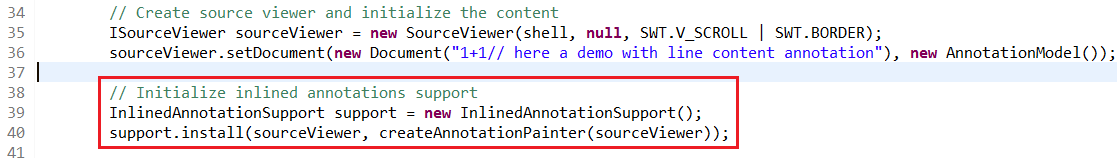 34 // Create source viewer and initialize the content
35 ISourceViewer sourceViewer = new SourceViewer(shell, null, SWT.V_SCROLL | SWT.BORDER);
36 sourceViewer.setDocument(new Document("1+1// here a demo with line content annotation"), new AnnotationModel());
37
38 // Initialize inlined annotations support
39 InlinedAnnotationSupport support = new InlinedAnnotationSupport();
40 support.install(sourceViewer, createAnnotationPainter(sourceViewer));
41